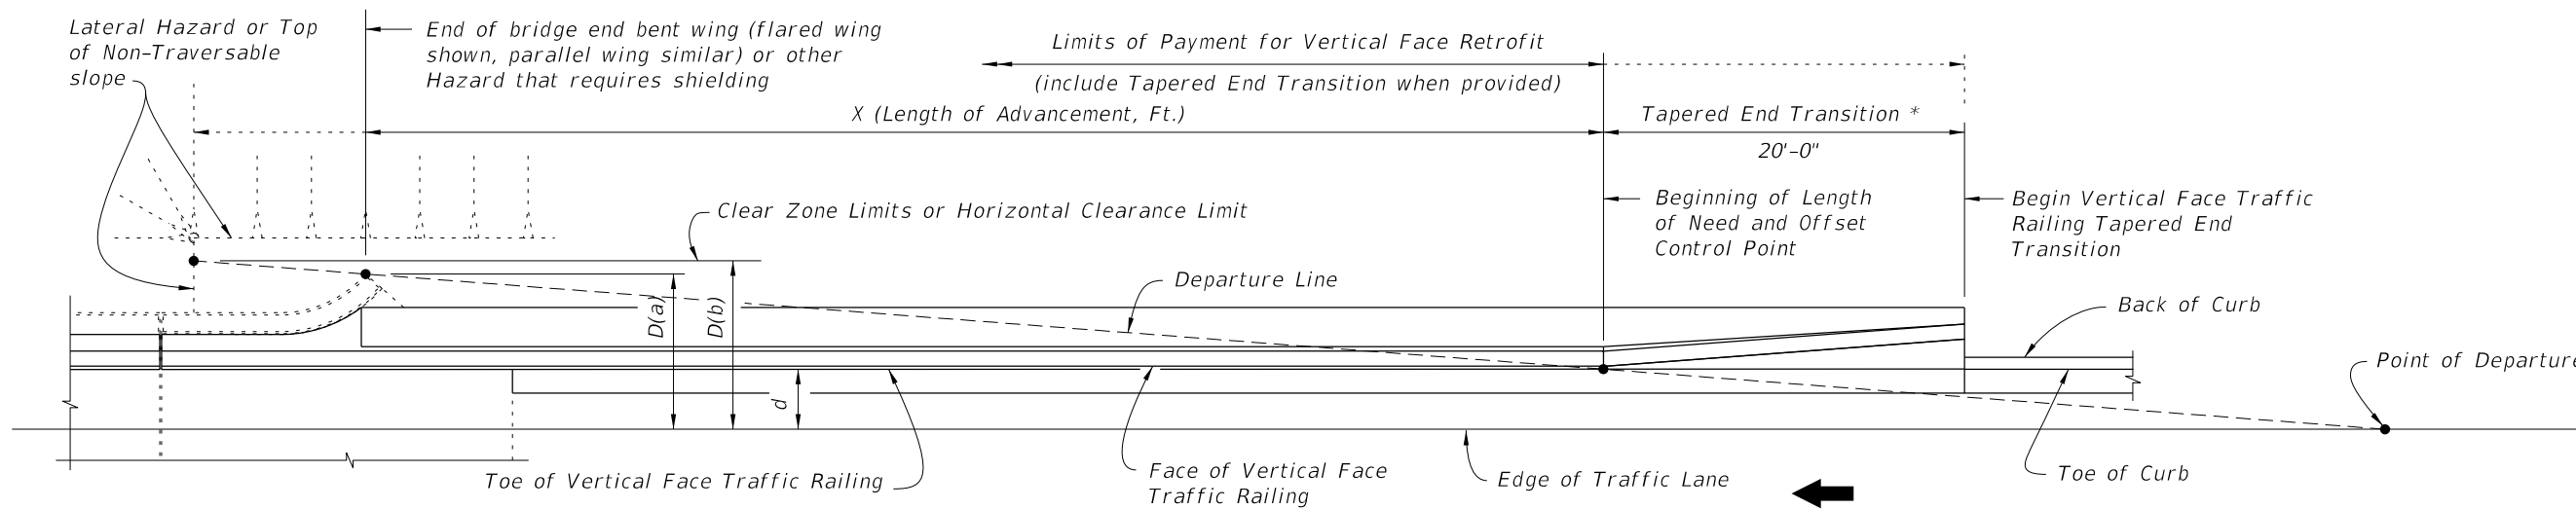 Lateral Hazard or Top
of Non-Traversable
slope
End of bridge end bent wing (flared wing
shown, parallel wing similar) or other
Hazard that requires shielding
Limits of Payment for Vertical Face Retrofit
(include Tapered End Transition when provided)
X (Length of Advancement, Ft.)
Tapered End Transition *
20'-0"
Clear Zone Limits or Horizontal Clearance Limit
Beginning of Length
of Need and Offset
Control Point
Begin Vertical Face Traffic
Railing Tapered End
Transition
Departure Line
Back of Curb
D(a)
D(b)
d
Point of Departure
Toe of Vertical Face Traffic Railing
Face of Vertical Face
Traffic Railing
Edge of Traffic Lane
Toe of Curb